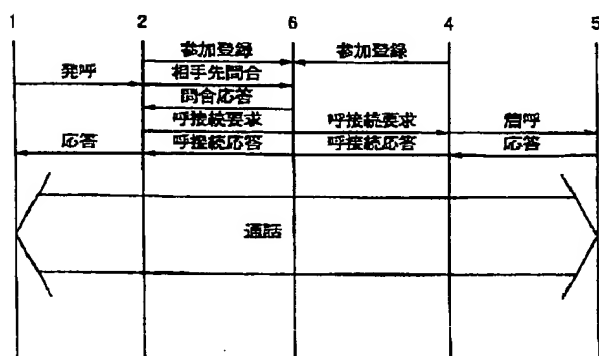 1 2 6 4 5
参加登録 参加登録
発呼 相手先問合
問合応答
呼接続要求 呼接続要求 着呼
応答 呼接続応答 呼接続応答 応答
通話